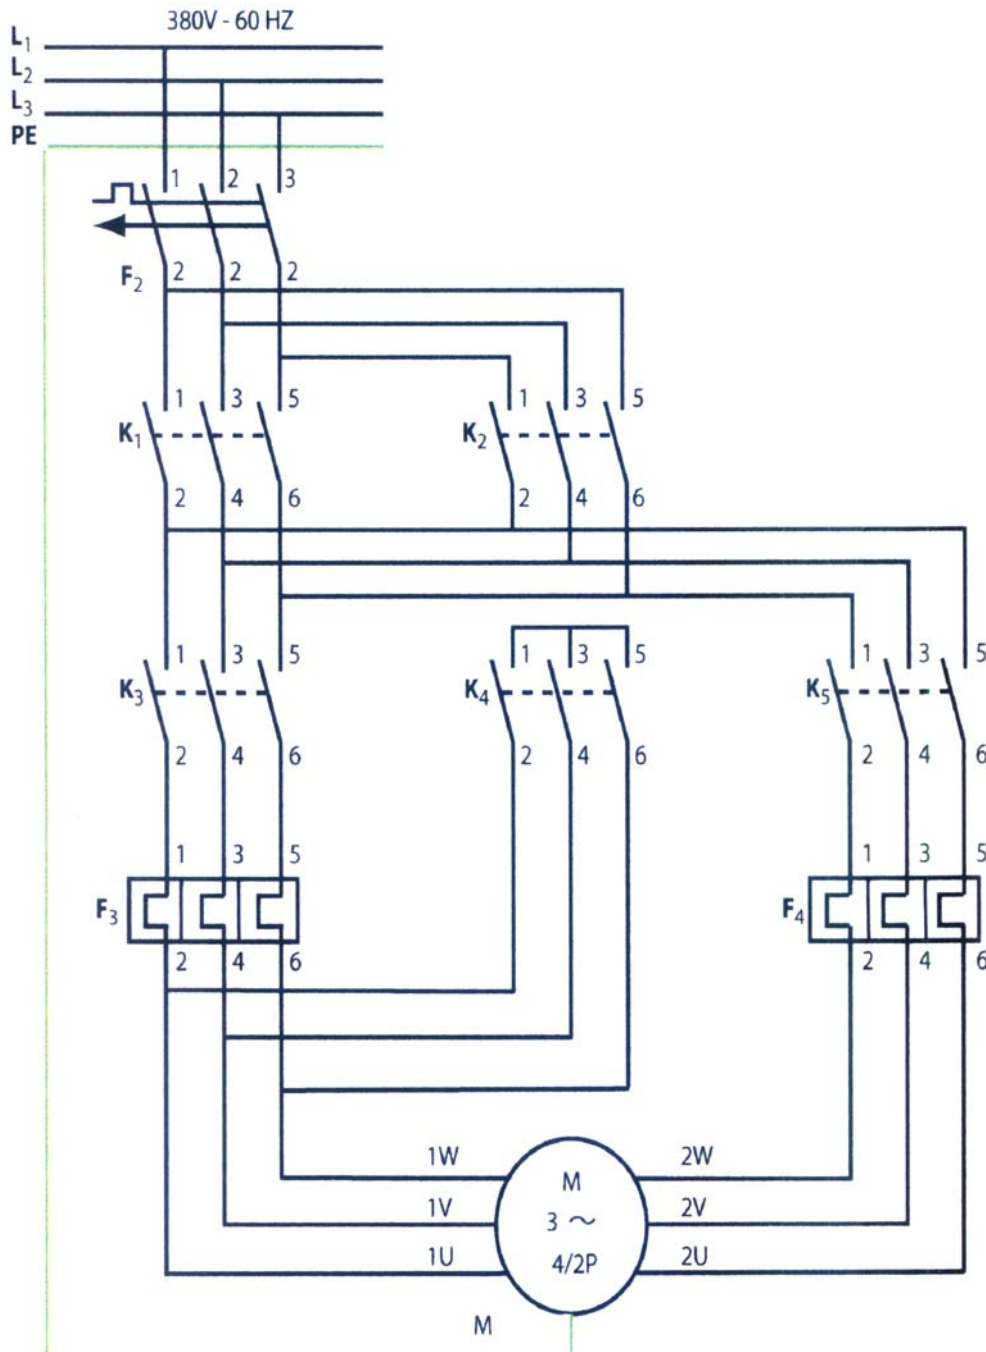 380V - 60 HZ
L1
L2
L3
PE
1 2 3
F2 2 2 2
1 3 5 1 3 5
K1 K2
2 4 6 2 4 6
1 3 5 1 3 5 1 3 5
K3 K4 K5
2 4 6 2 4 6 2 4 6
1 3 5 1 3 5
F3 F4
2 4 6 2 4 6
1W M 2W
1V 3 ~ 2V
1U 4/2P 2U
M